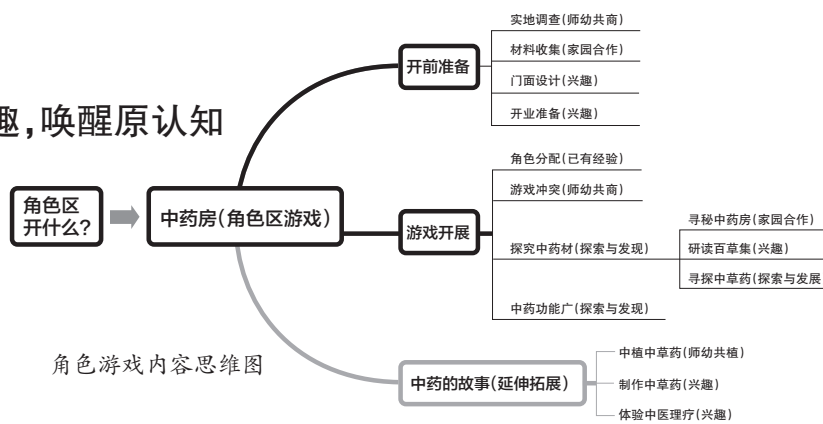 趣,唤醒原认知
角色区
开什么?
中药房(角色区游戏)
开前准备
实地调查(师幼共商)
材料收集(家园合作)
门面设计(兴趣)
开业准备(兴趣)
游戏开展
角色分配(已有经验)
游戏冲突(师幼共商)
探究中药材(探索与发现)
寻秘中药房(家园合作)
研读百草集(兴趣)
寻探中草药(探索与发展
中药功能广(探索与发现)
中药的故事(延伸拓展)
中植中草药(师幼共植)
制作中草药(兴趣)
体验中医理疗(兴趣)
角色游戏内容思维图